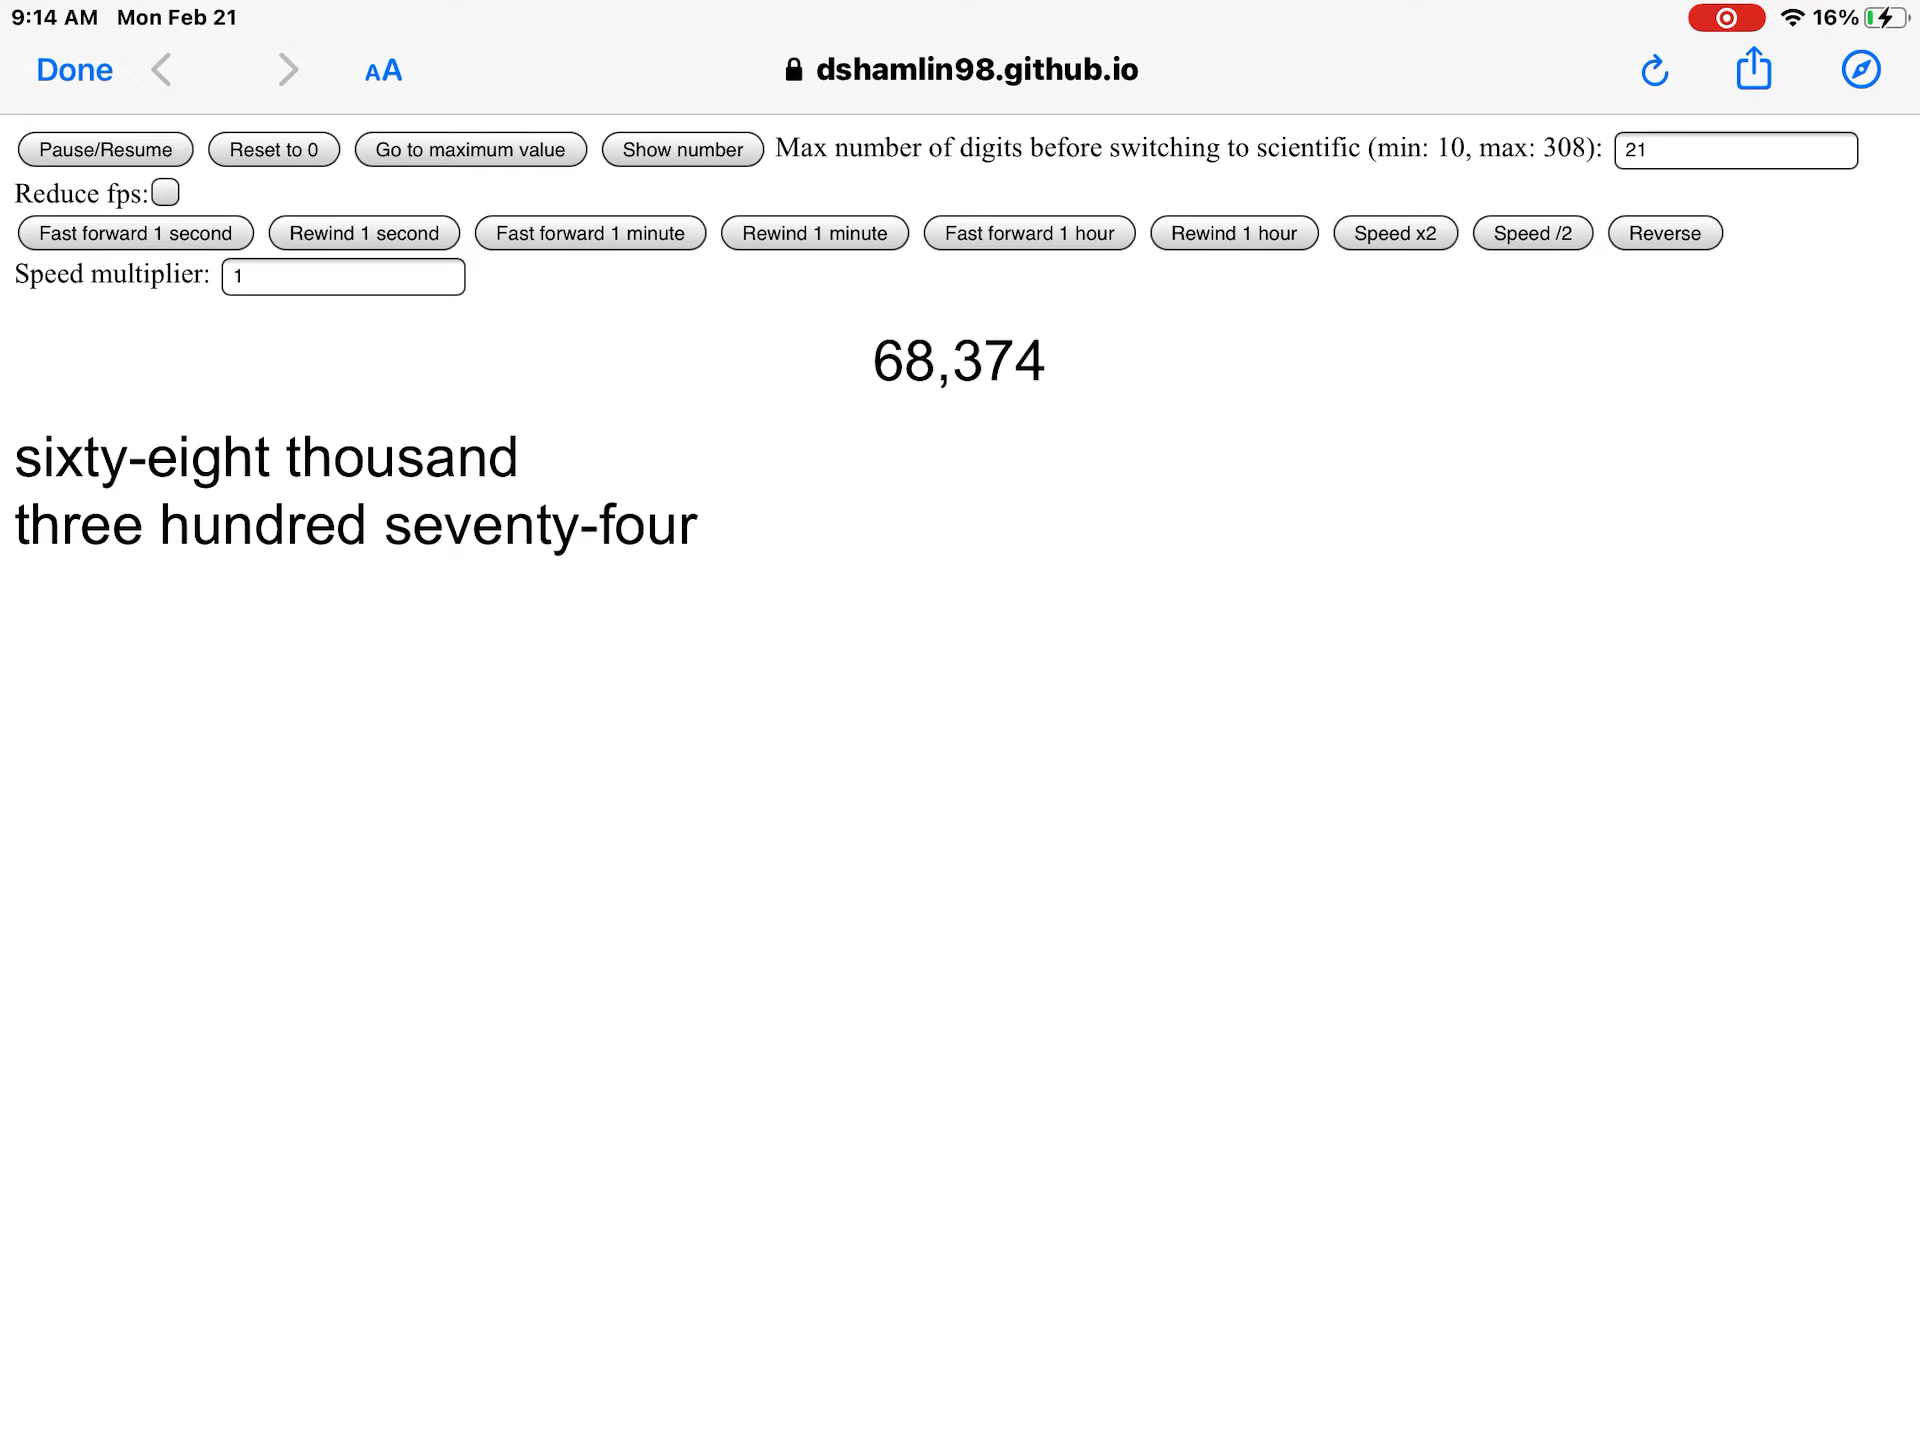 9:14 AM Mon Feb 21 16%
Done AA dshamlin98.github.io
Pause/Resume Reset to 0 Go to maximum value Show number Max number of digits before switching to scientific (min: 10, max: 308): 21
Reduce fps:
Fast forward 1 second Rewind 1 second Fast forward 1 minute Rewind 1 minute Fast forward 1 hour Rewind 1 hour Speed x2 Speed /2 Reverse
Speed multiplier: 1
68,374
sixty-eight thousand
three hundred seventy-four